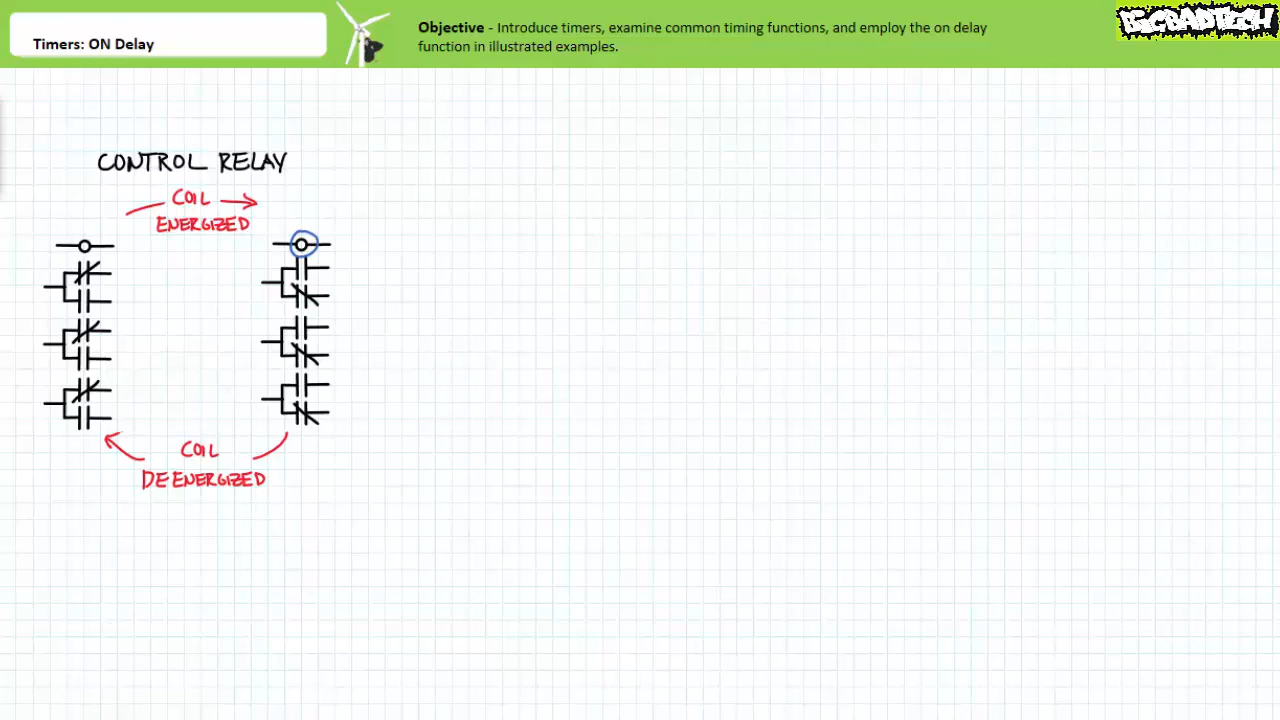 Timers: ON Delay
Objective - Introduce timers, examine common timing functions, and employ the on delay
function in illustrated examples.
BIGBADTECH
CONTROL RELAY
COIL
ENERGIZED
COIL
DEENERGIZED